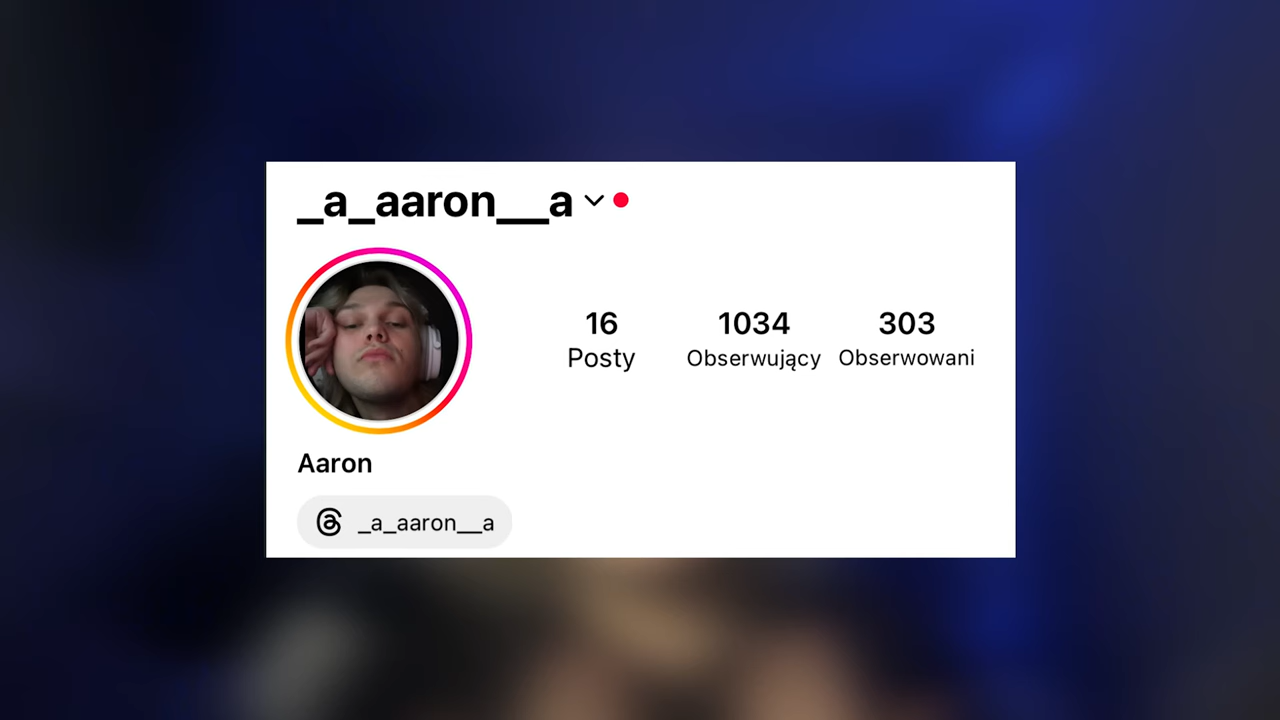 _a_aaron__a
16 1034 303
Posty Obserwujący Obserwowani
Aaron
_a_aaron__a